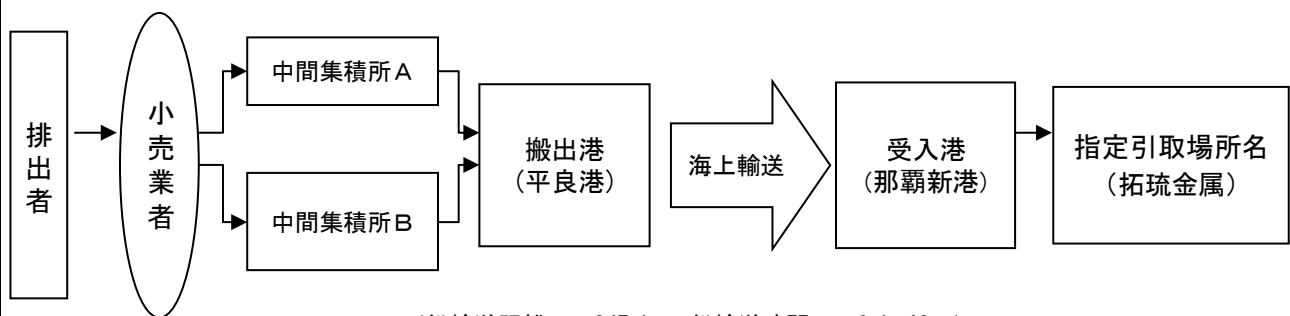 排出者
小売業者
中間集積所A
中間集積所B
搬出港
(平良港)
海上輸送
受入港
(那覇新港)
指定引取場所名
(拓琉金属)